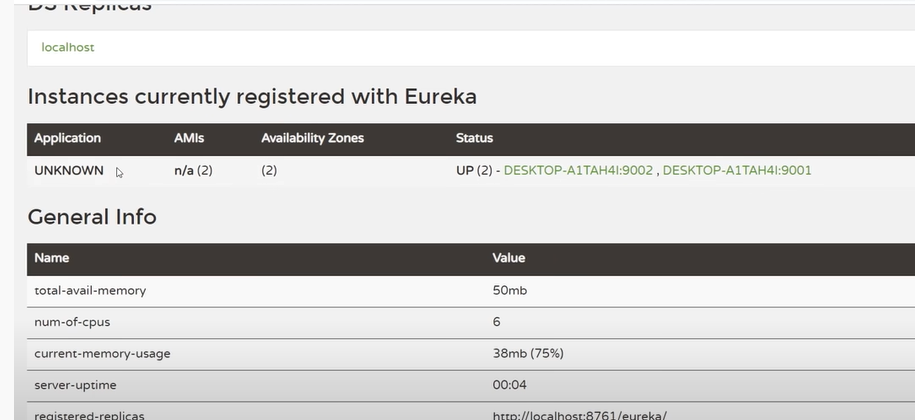 DS Replicas
localhost
Instances currently registered with Eureka
Application AMIs Availability Zones Status
UNKNOWN n/a (2) (2) UP (2) - DESKTOP-A1TAH4I:9002 , DESKTOP-A1TAH4I:9001
General Info
Name Value
total-avail-memory 50mb
num-of-cpus 6
current-memory-usage 38mb (75%)
server-uptime 00:04
registered-replicas http://localhost:8761/eureka/